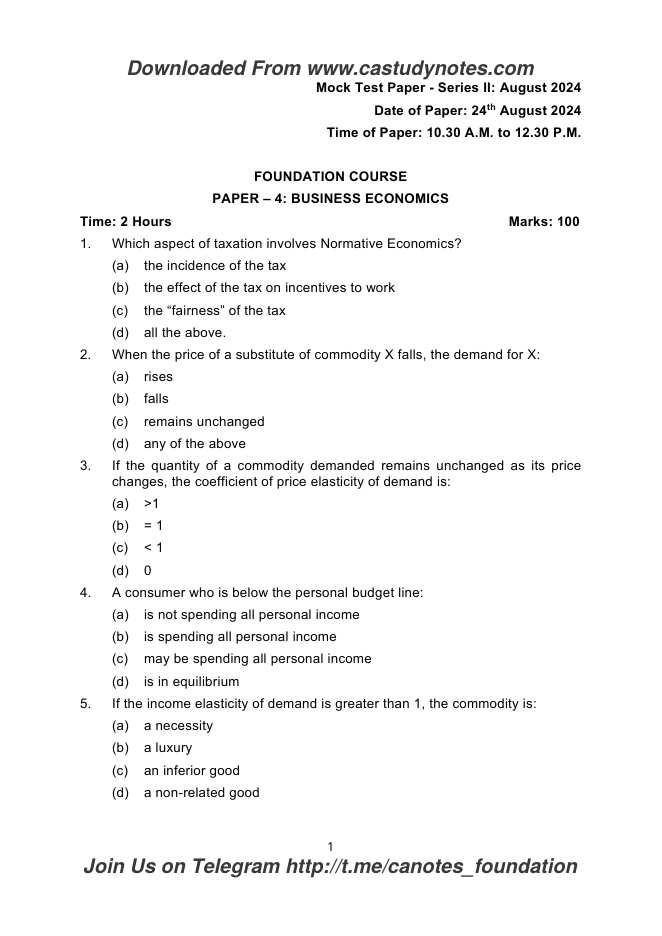 Downloaded From www.castudynotes.com
Mock Test Paper - Series II: August 2024
Date of Paper: 24th August 2024
Time of Paper: 10.30 A.M. to 12.30 P.M.
FOUNDATION COURSE
PAPER – 4: BUSINESS ECONOMICS
Time: 2 Hours Marks: 100
1. Which aspect of taxation involves Normative Economics?
(a) the incidence of the tax
(b) the effect of the tax on incentives to work
(c) the “fairness” of the tax
(d) all the above.
2. When the price of a substitute of commodity X falls, the demand for X:
(a) rises
(b) falls
(c) remains unchanged
(d) any of the above
3. If the quantity of a commodity demanded remains unchanged as its price
changes, the coefficient of price elasticity of demand is:
(a) >1
(b) = 1
(c) < 1
(d) 0
4. A consumer who is below the personal budget line:
(a) is not spending all personal income
(b) is spending all personal income
(c) may be spending all personal income
(d) is in equilibrium
5. If the income elasticity of demand is greater than 1, the commodity is:
(a) a necessity
(b) a luxury
(c) an inferior good
(d) a non-related good
1
Join Us on Telegram http://t.me/canotes_foundation